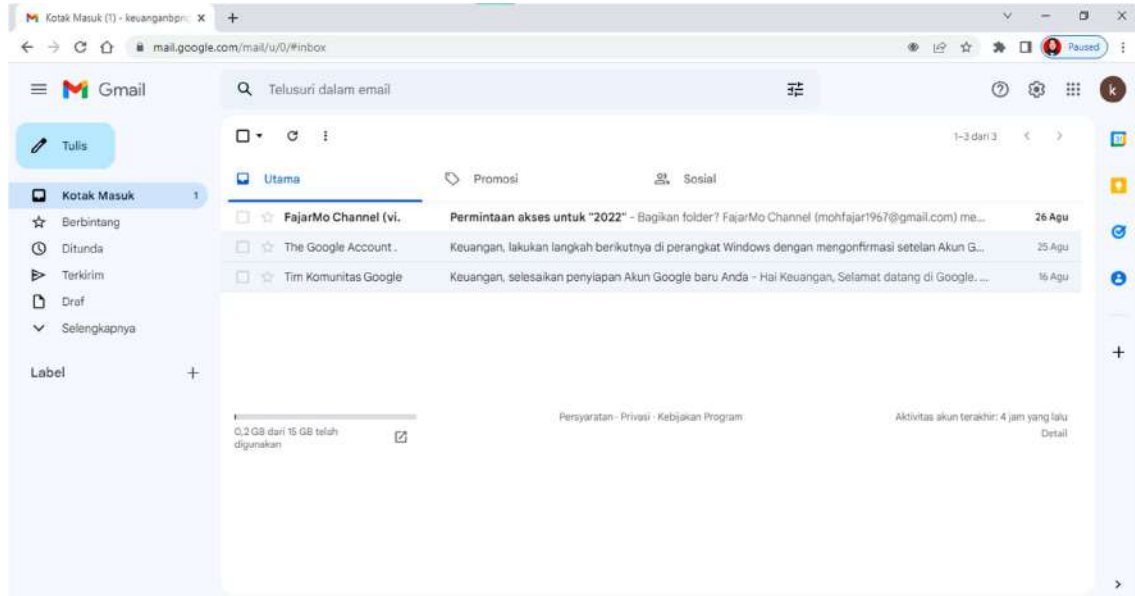 Kotak Masuk (1) - keuanganbpn
mail.google.com/mail/u/0/#inbox
Paused
Gmail
Telusuri dalam email
k
Tulis
1–3 dari 3
Utama
Promosi
Sosial
Kotak Masuk 1
Berbintang
Ditunda
Terkirim
Draf
Selengkapnya
Label
FajarMo Channel (vi. Permintaan akses untuk "2022" - Bagikan folder? FajarMo Channel (mohfajar1967@gmail.com) me... 26 Agu
The Google Account . Keuangan, lakukan langkah berikutnya di perangkat Windows dengan mengonfirmasi setelan Akun G... 25 Agu
Tim Komunitas Google Keuangan, selesaikan penyiapan Akun Google baru Anda - Hai Keuangan, Selamat datang di Google. ... 16 Agu
0,2 GB dari 15 GB telah
digunakan
Persyaratan · Privasi · Kebijakan Program
Aktivitas akun terakhir: 4 jam yang lalu
Detail